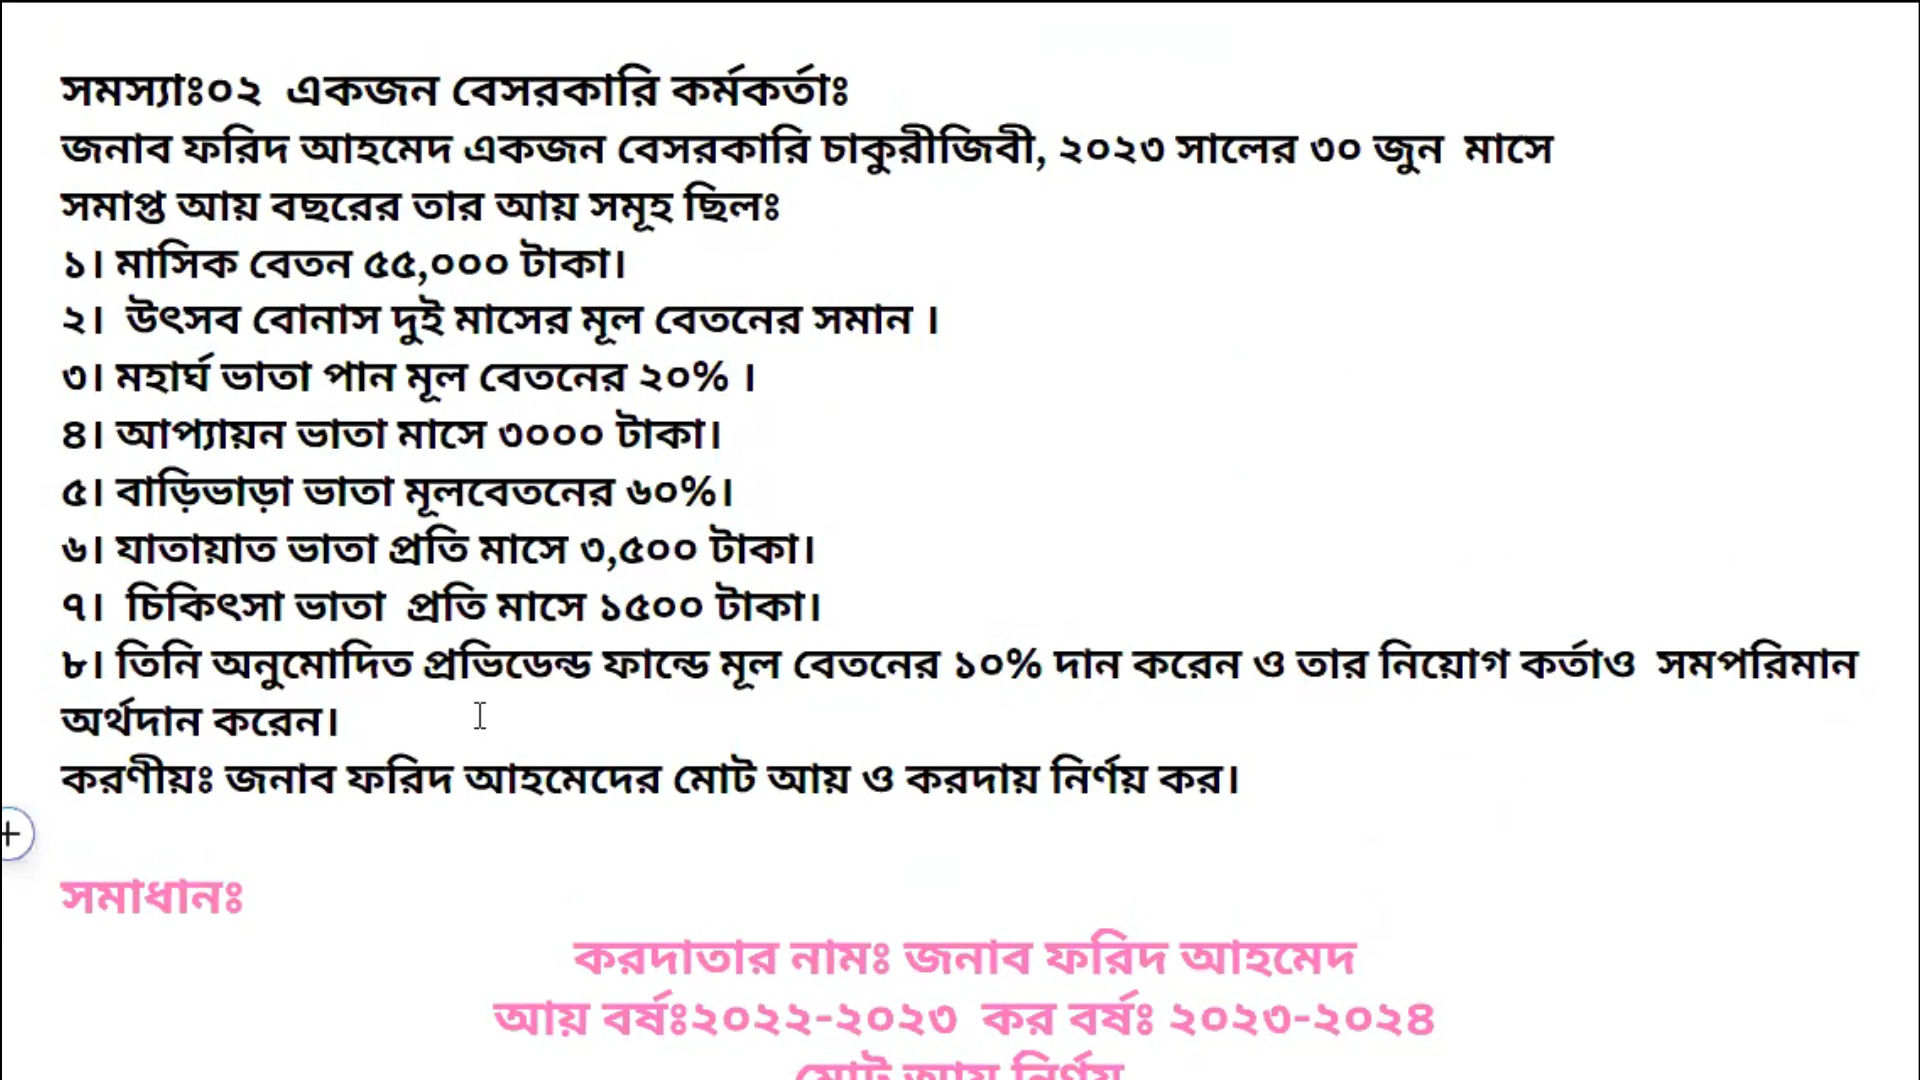 সমস্যাঃ০২ একজন বেসরকারি কর্মকর্তাঃ
জনাব ফরিদ আহমেদ একজন বেসরকারি চাকুরীজিবী, ২০২৩ সালের ৩০ জুন মাসে
সমাপ্ত আয় বছরের তার আয় সমূহ ছিলঃ
১। মাসিক বেতন ৫৫,০০০ টাকা।
২। উৎসব বোনাস দুই মাসের মূল বেতনের সমান ।
৩। মহার্ঘ ভাতা পান মূল বেতনের ২০% ।
৪। আপ্যায়ন ভাতা মাসে ৩০০০ টাকা।
৫। বাড়িভাড়া ভাতা মূলবেতনের ৬০%।
৬। যাতায়াত ভাতা প্রতি মাসে ৩,৫০০ টাকা।
৭। চিকিৎসা ভাতা প্রতি মাসে ১৫০০ টাকা।
৮। তিনি অনুমোদিত প্রভিডেন্ড ফান্ডে মূল বেতনের ১০% দান করেন ও তার নিয়োগ কর্তাও সমপরিমান
অর্থদান করেন।
করণীয়ঃ জনাব ফরিদ আহমেদের মোট আয় ও করদায় নির্ণয় কর।
সমাধানঃ
করদাতার নামঃ জনাব ফরিদ আহমেদ
আয় বর্ষঃ২০২২-২০২৩ কর বর্ষঃ ২০২৩-২০২৪
মোট আয় নির্ণয়